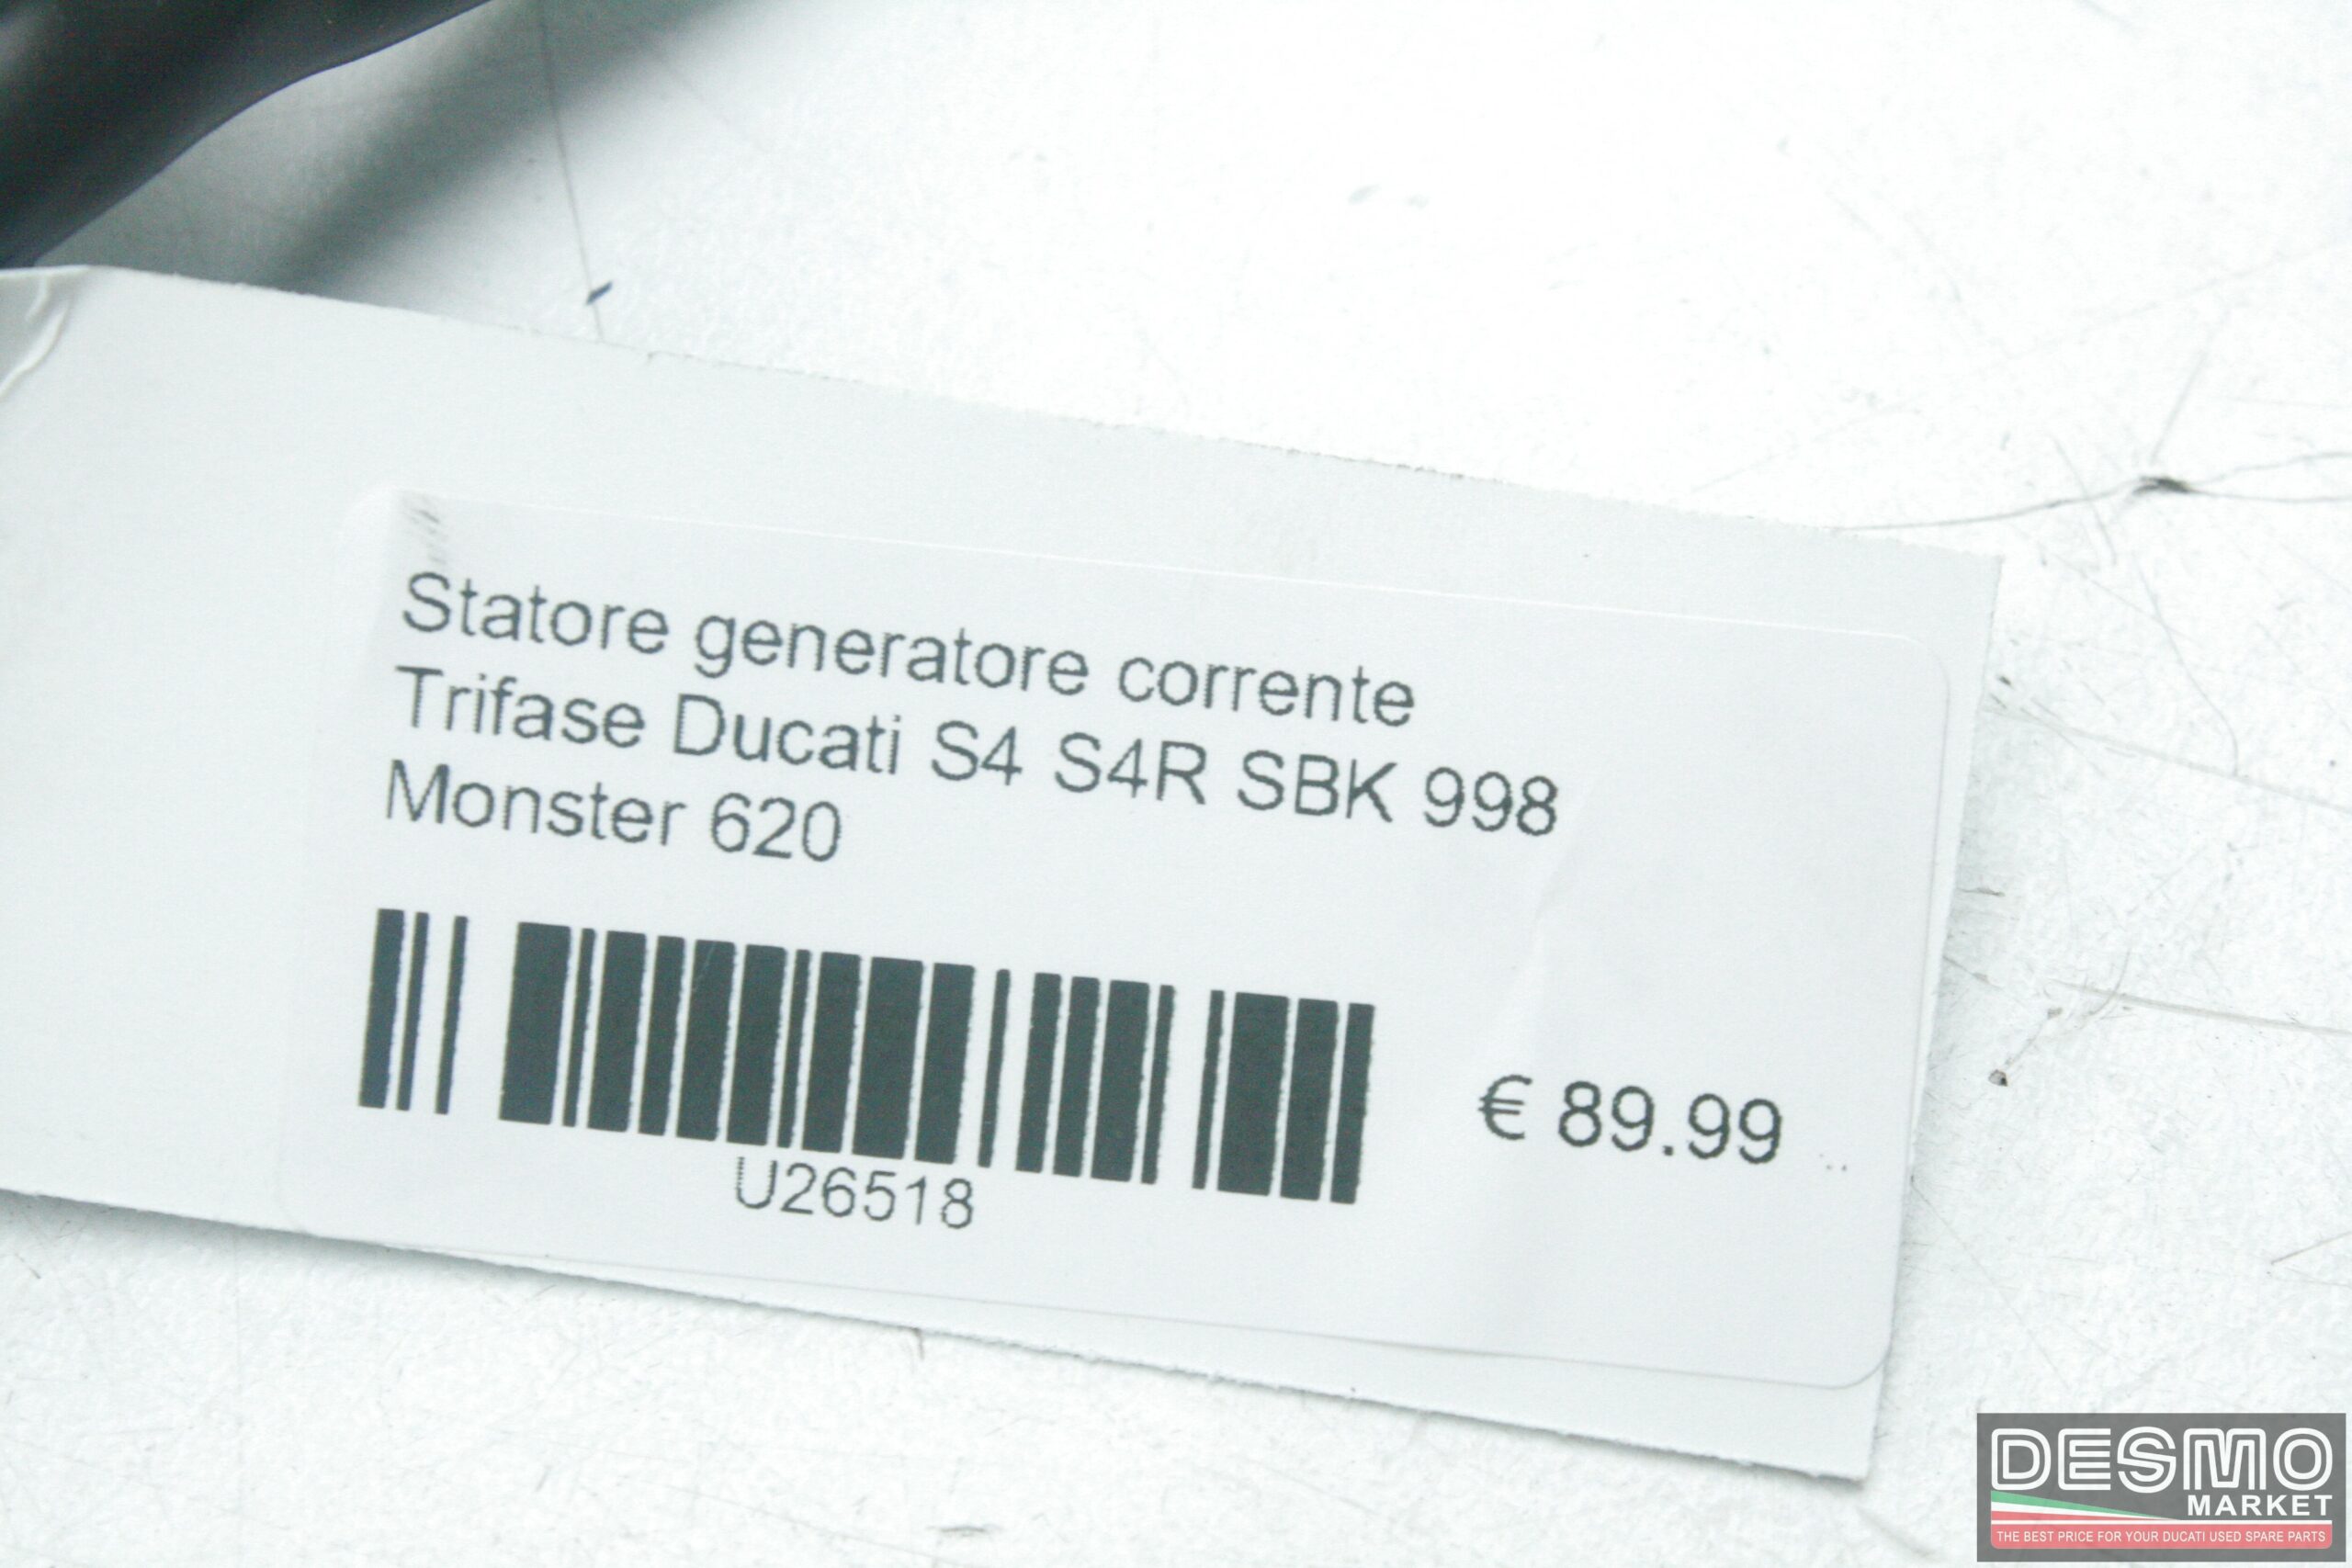 Statore generatore corrente
Trifase Ducati S4 S4R SBK 998
Monster 620
€ 89.99
U26518
DESMO
MARKET
THE BEST PRICE FOR YOUR DUCATI USED SPARE PARTS